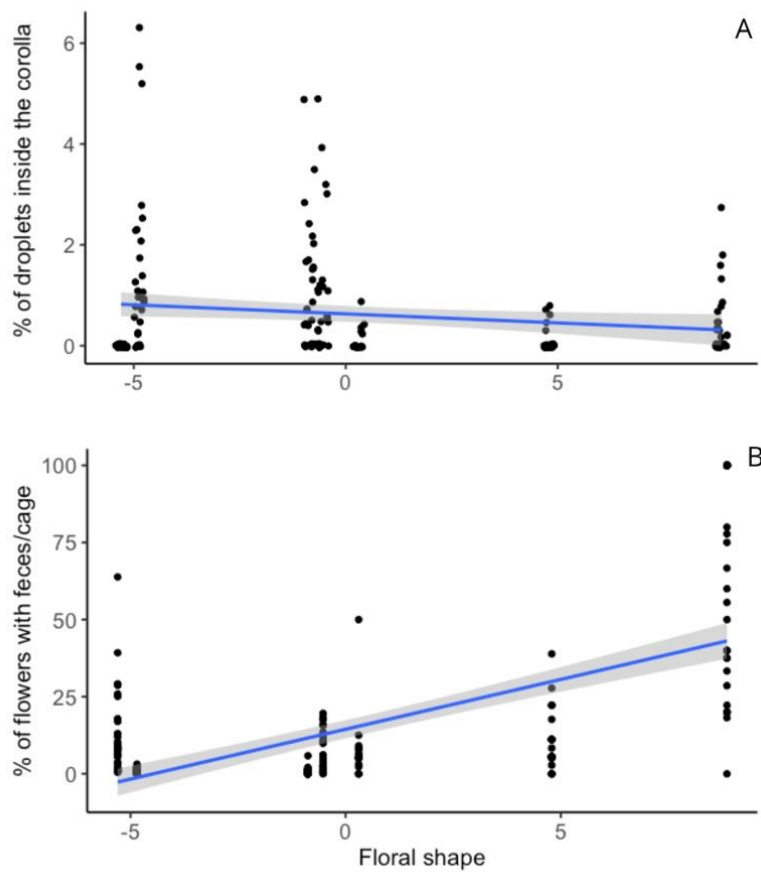 A
% of droplets inside the corolla
6
4
2
0
-5 0 5
B
% of flowers with feces/cage
100
75
50
25
0
-5 0 5
Floral shape